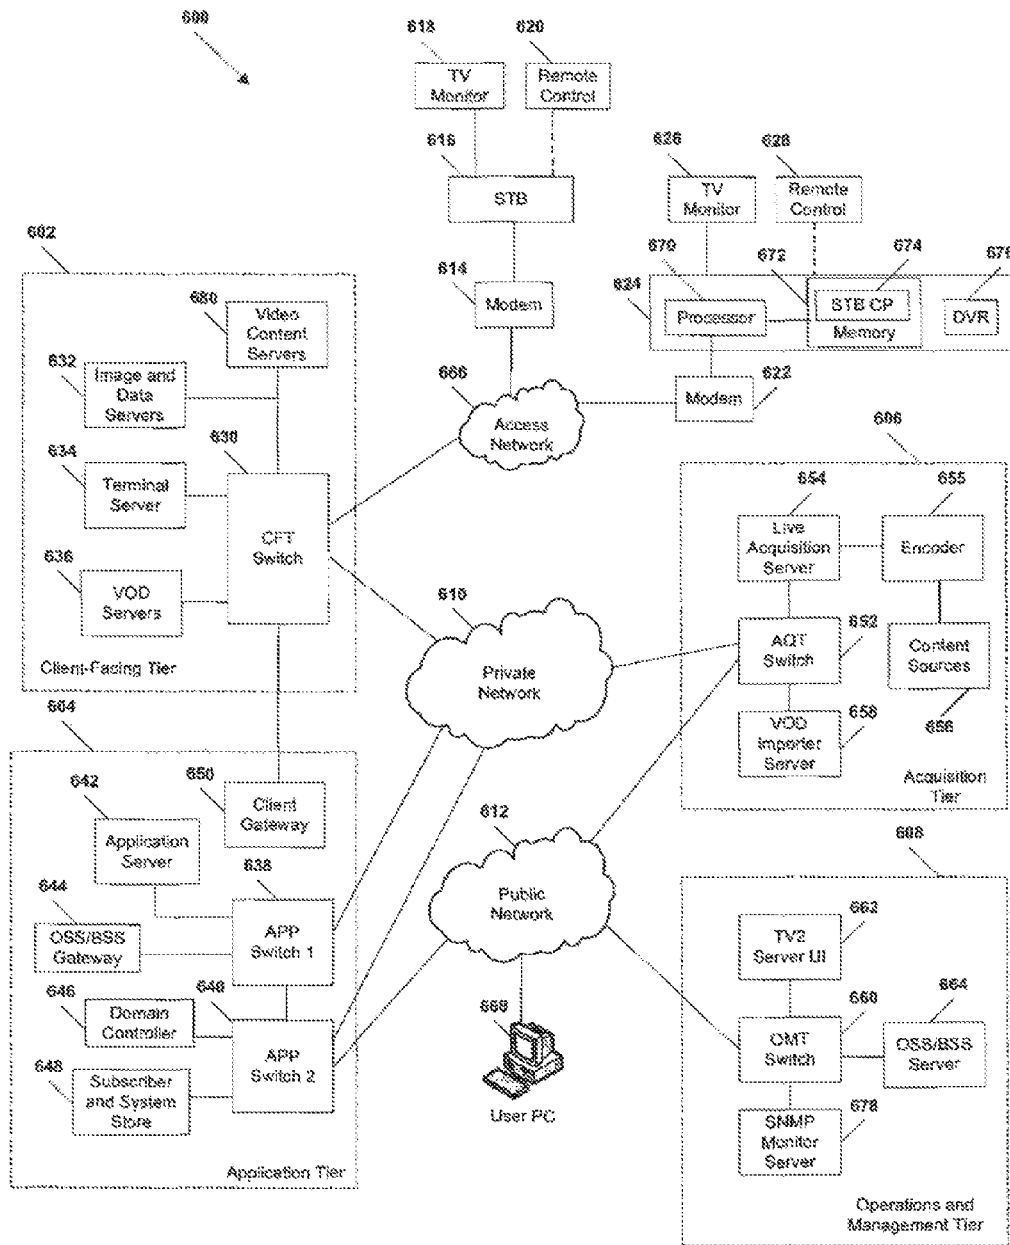 600
618
620
TV
Monitor
Remote
Control
616
STB
626
628
TV
Monitor
Remote
Control
602
614
Modem
670
672
674
676
624
Processor
STB CP
Memory
DVR
680
Video
Content
Servers
632
Image and
Data
Servers
666
Access
Network
Modem
622
630
634
Terminal
Server
CFT
Switch
606
654
655
Live
Acquisition
Server
Encoder
636
VOD
Servers
Client-Facing Tier
610
Private
Network
AQT
Switch
652
Content
Sources
656
VOD
Importer
Server
658
Acquisition
Tier
604
650
Client
Gateway
642
Application
Server
612
Public
Network
608
638
644
OSS/BSS
Gateway
APP
Switch 1
662
TV2
Server UI
646
Domain
Controller
640
APP
Switch 2
668
User PC
660
664
OMT
Switch
OSS/BSS
Server
648
Subscriber
and System
Store
678
SNMP
Monitor
Server
Application Tier
Operations and
Management Tier